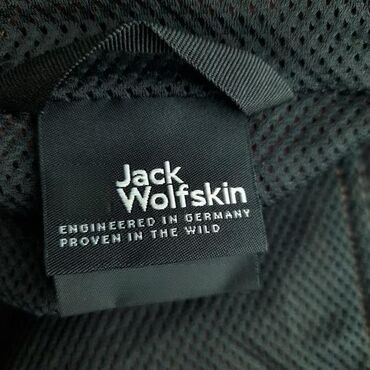 Jack
Wolfskin
ENGINEERED IN GERMANY
PROVEN IN THE WILD